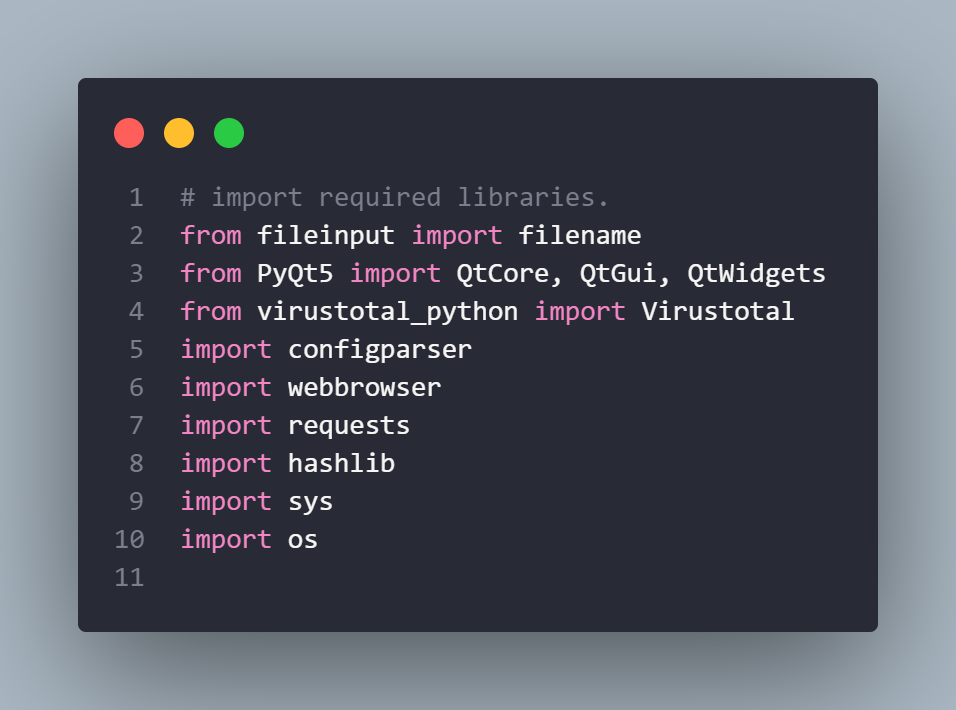 1 # import required libraries.
2 from fileinput import filename
3 from PyQt5 import QtCore, QtGui, QtWidgets
4 from virustotal_python import Virustotal
5 import configparser
6 import webbrowser
7 import requests
8 import hashlib
9 import sys
10 import os
11